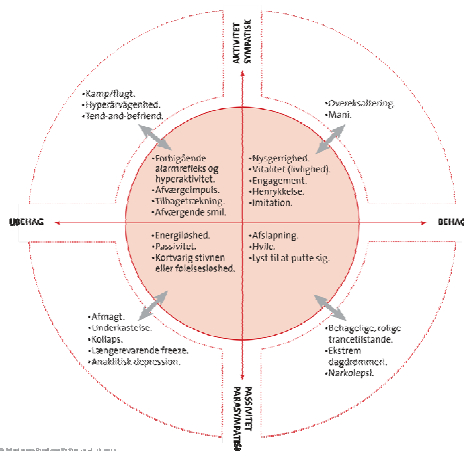 AKTIVITET
SYMPATISK
•Kamp/flugt.
•Hyperårvågenhed.
•Tend-and-befriend.
•Overeksaltering.
•Mani.
•Forbigående
alarmrefleks og
hyperaktivitet.
•Afværgeimpuls.
•Tilbagetrækning.
•Afværgende smil.
•Nysgerrighed.
•Vitalitet (livlighed).
•Engagement.
•Henrykkelse.
•Imitation.
UBEHAG
BEHAG
•Energiløshed.
•Passivitet.
•Kortvarig stivnen
eller følelsesløshed.
•Afslapning.
•Hvile.
•Lyst til at putte sig.
•Afmagt.
•Underkastelse.
•Kollaps.
•Længerevarende freeze.
•Anaklitisk depression.
•Behagelige, rolige
trancetilstande.
•Ekstrem
dagdrømmeri.
•Narkolepsi.
PASSIVITET
PARASYMPATISK